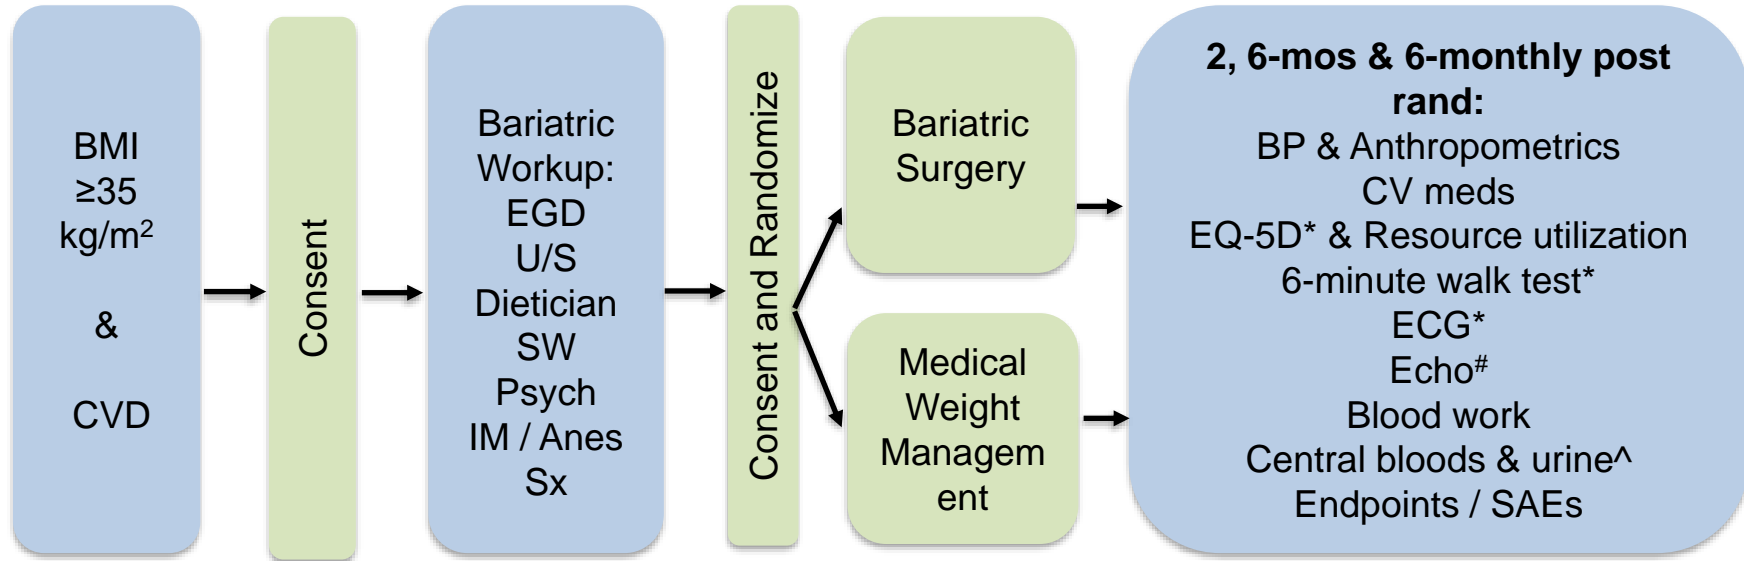 BMI
≥35
kg/m²
&
CVD
Consent
Bariatric
Workup:
EGD
U/S
Dietician
SW
Psych
IM / Anes
Sx
Consent and Randomize
Bariatric
Surgery
Medical
Weight
Managem
ent
2, 6-mos & 6-monthly post
rand:
BP & Anthropometrics
CV meds
EQ-5D* & Resource utilization
6-minute walk test*
ECG*
Echo#
Blood work
Central bloods & urine^
Endpoints / SAEs